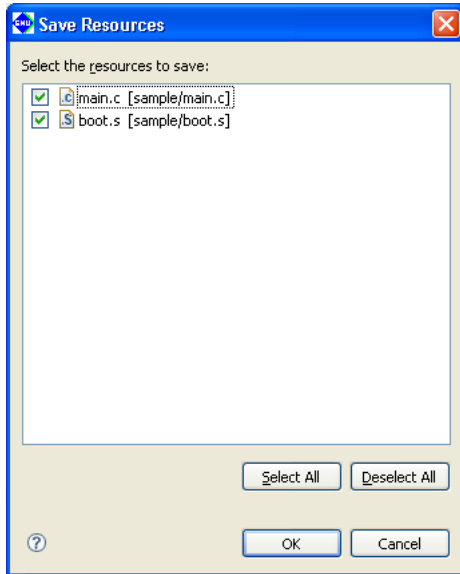 GNU Save Resources
Select the resources to save:
.c main.c [sample/main.c]
.S boot.s [sample/boot.s]
Select All Deselect All
? OK Cancel